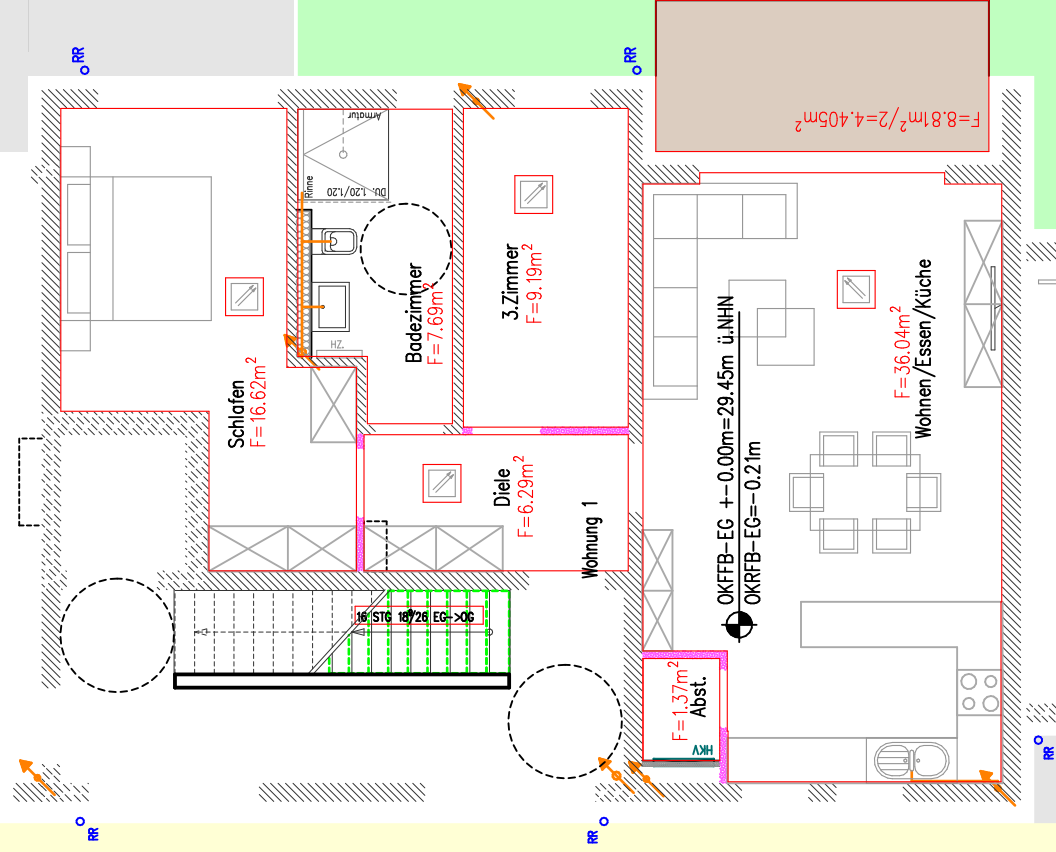 RR
RR
F=8.81m²/2=4.405m²
Armatur
Rinne
DU. 1.20/1.20
Badezimmer
F=7.69m²
ZH.
3.Zimmer
F=9.19m²
Schlafen
F=16.62m²
Diele
F=6.29m²
Wohnung 1
OKFFB-EG +-0.00m=29.45m ü.NHN
OKRFB-EG=-0.21m
F=36.04m²
Wohnen/Essen/Küche
16 STG 18/26 EG->OG
F=1.37m²
Abst.
HKV
RR
RR
RR